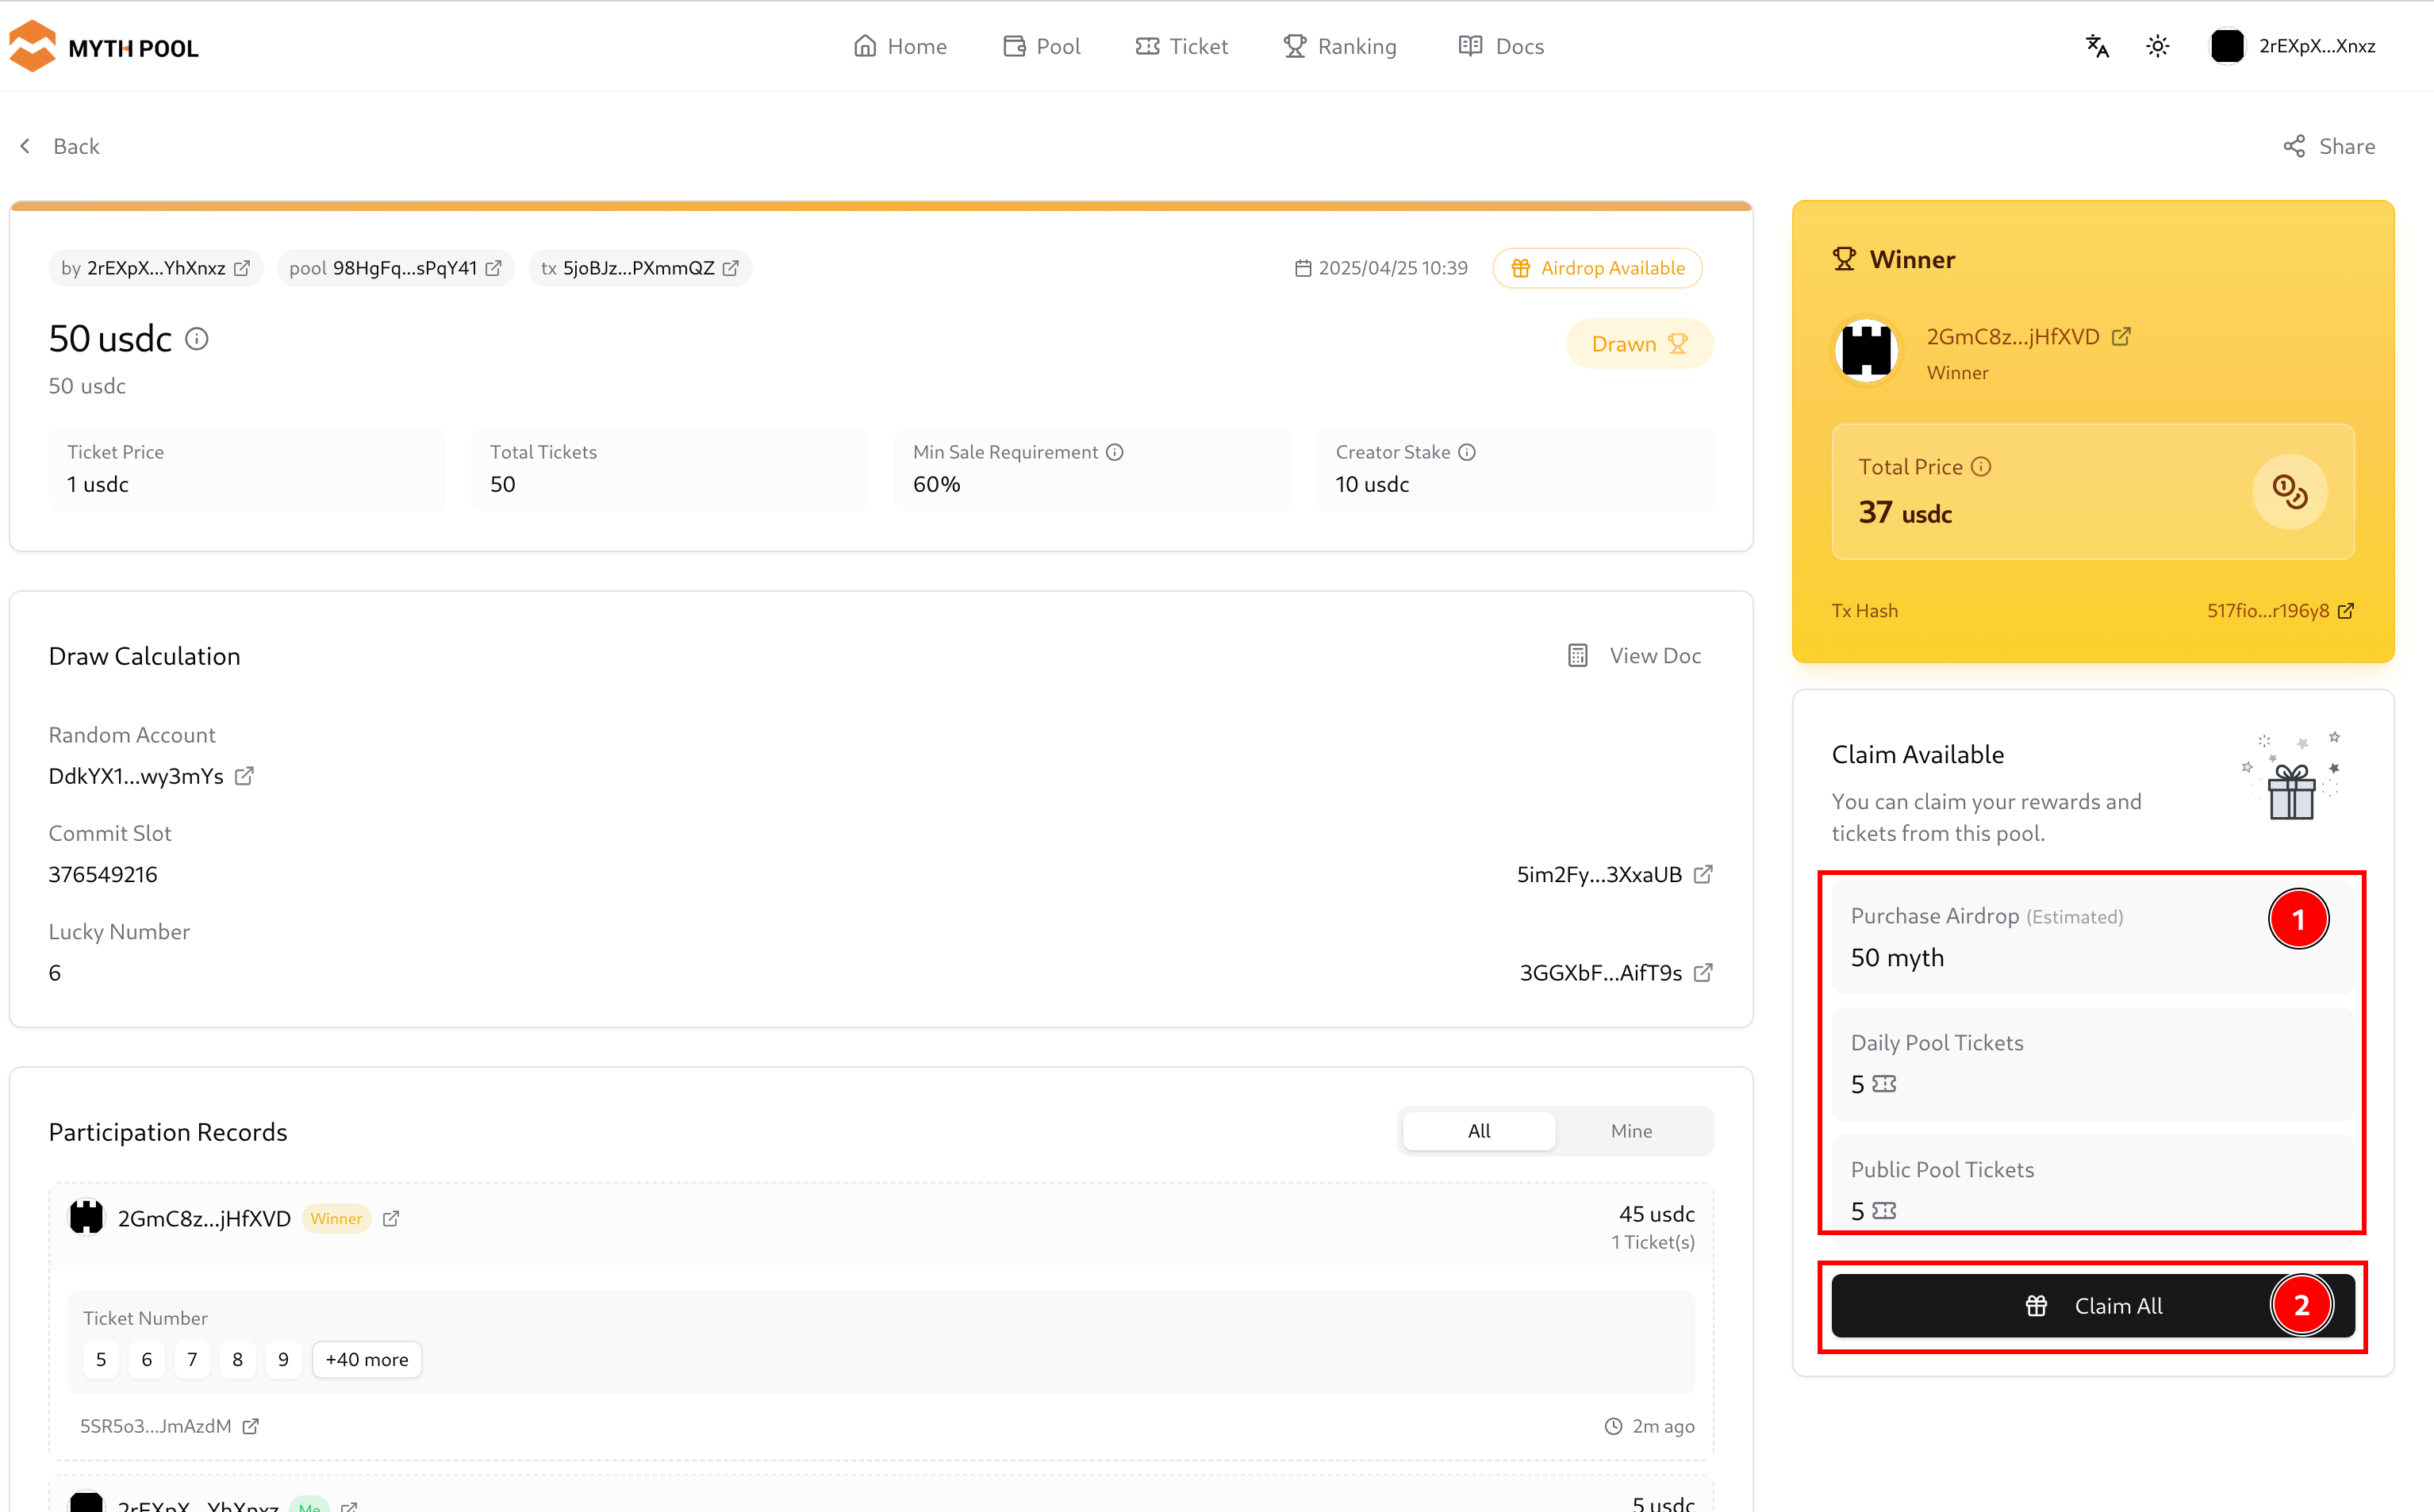 MYTH POOL
Home
Pool
Ticket
Ranking
Docs
2rEXpX...Xnxz
Back
Share
by 2rEXpX...YhXnxz
pool 98HgFq...sPqY41
tx 5joBJz...PXmmQZ
2025/04/25 10:39
Airdrop Available
50 usdc
Drawn
50 usdc
Ticket Price
1 usdc
Total Tickets
50
Min Sale Requirement
60%
Creator Stake
10 usdc
Draw Calculation
View Doc
Random Account
DdkYX1...wy3mYs
Commit Slot
376549216
5im2Fy...3XxaUB
Lucky Number
6
3GGXbF...AifT9s
Participation Records
All
Mine
2GmC8z...jHfXVD
Winner
45 usdc
1 Ticket(s)
Ticket Number
5
6
7
8
9
+40 more
5SR5o3...JmAzdM
2m ago
2rEXpX...YhXnxz
Me
5 usdc
Winner
2GmC8z...jHfXVD
Winner
Total Price
37 usdc
Tx Hash
517fio...r196y8
Claim Available
You can claim your rewards and
tickets from this pool.
Purchase Airdrop (Estimated)
1
50 myth
Daily Pool Tickets
5
Public Pool Tickets
5
Claim All
2